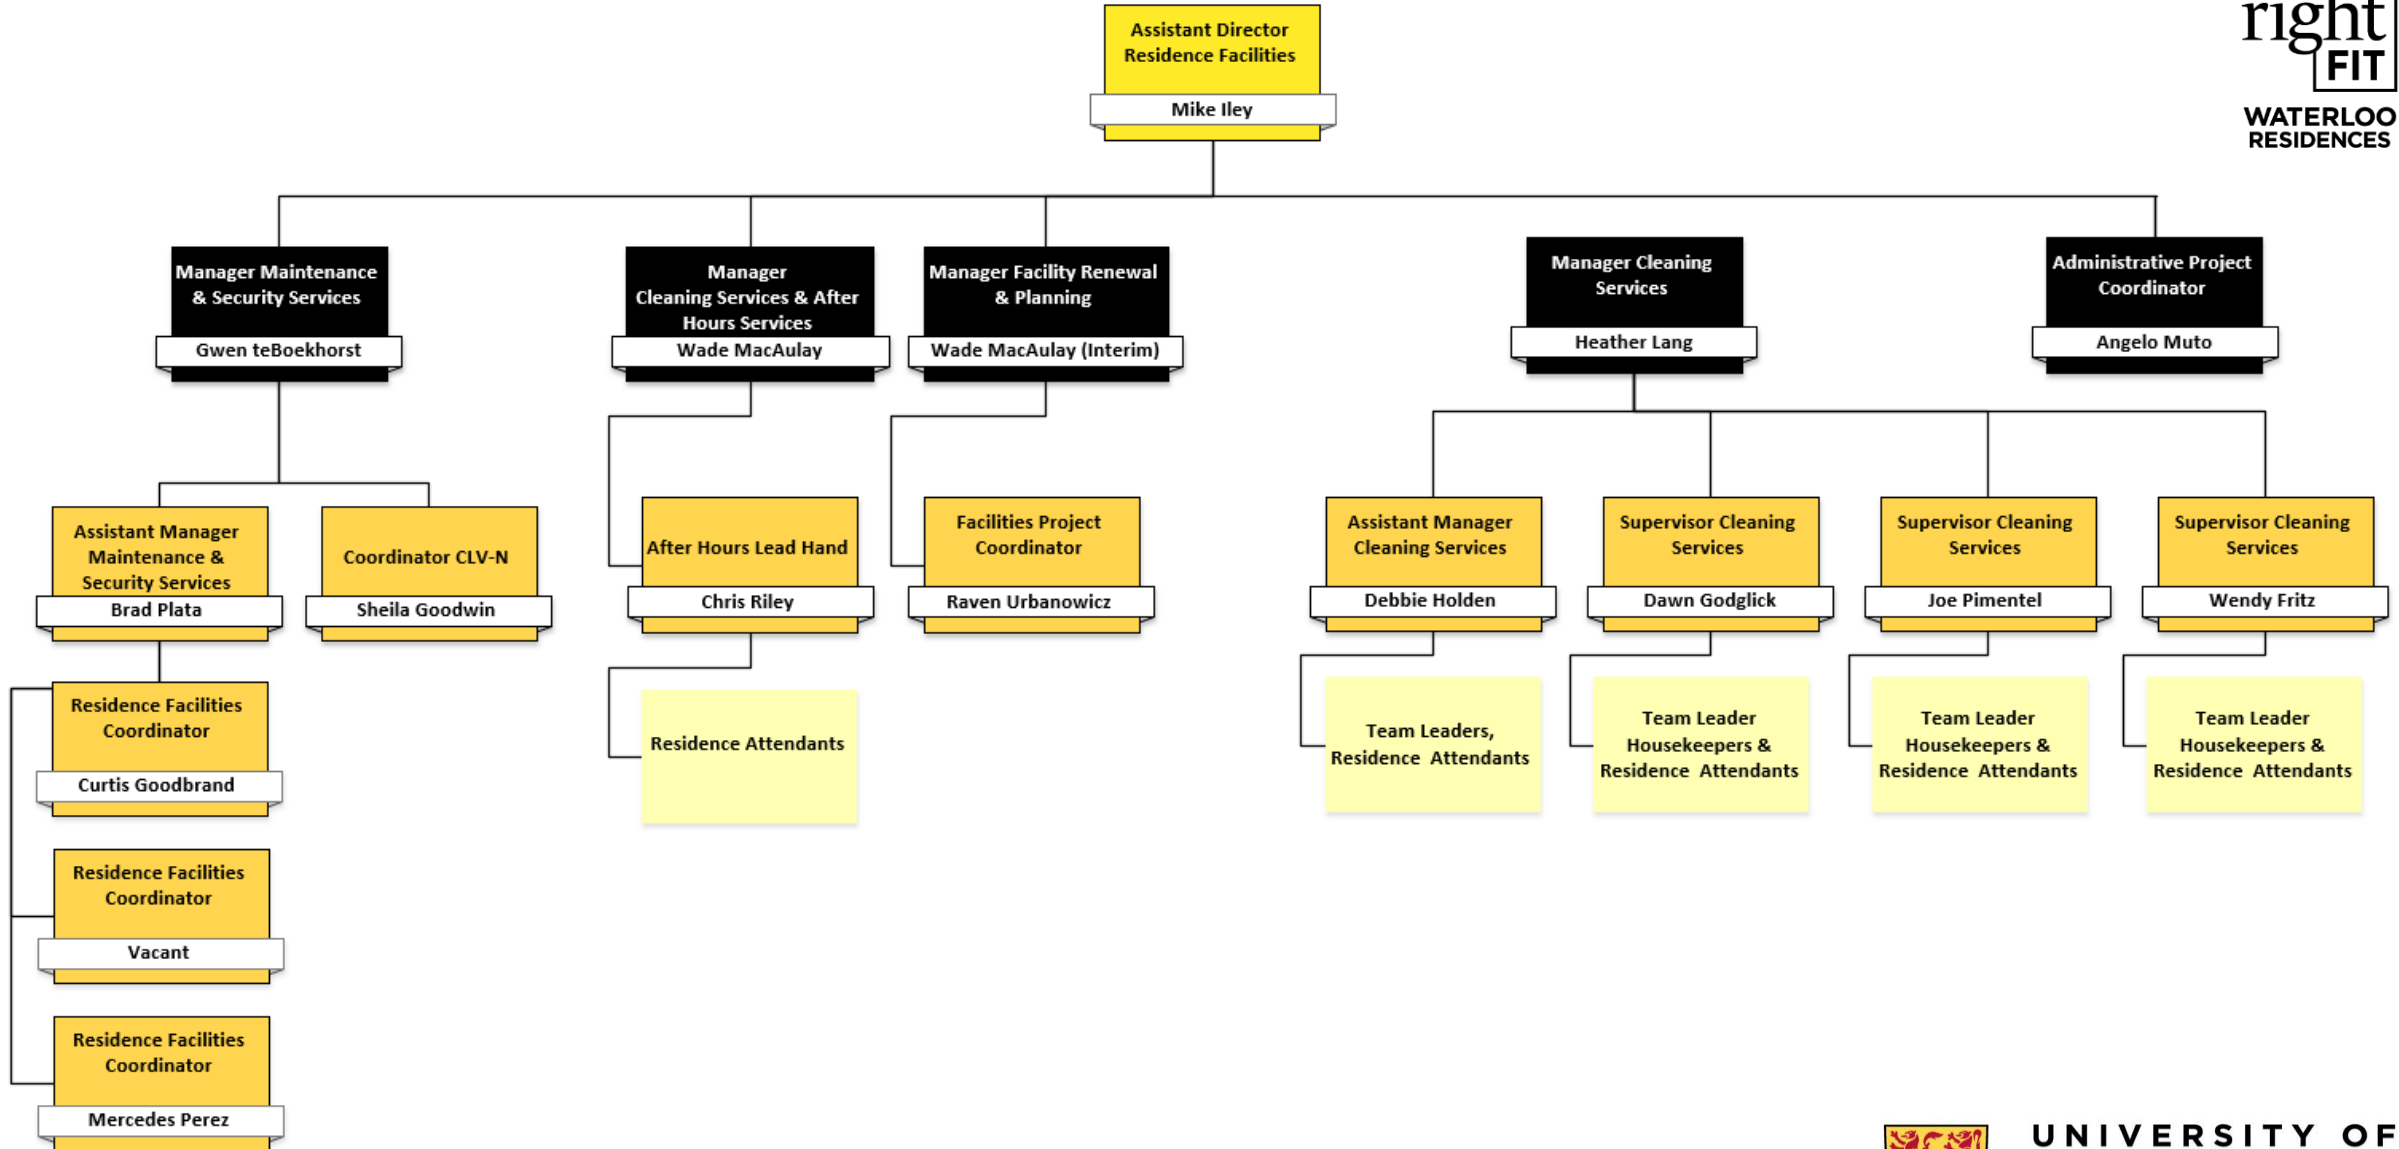 Assistant Director
Residence Facilities
Mike Iley
right
FIT
WATERLOO
RESIDENCES
Manager Maintenance
& Security Services
Gwen teBoekhorst
Manager
Cleaning Services & After
Hours Services
Wade MacAulay
Manager Facility Renewal
& Planning
Wade MacAulay (Interim)
Manager Cleaning
Services
Heather Lang
Administrative Project
Coordinator
Angelo Muto
Assistant Manager
Maintenance &
Security Services
Brad Plata
Coordinator CLV-N
Sheila Goodwin
After Hours Lead Hand
Chris Riley
Facilities Project
Coordinator
Raven Urbanowicz
Assistant Manager
Cleaning Services
Debbie Holden
Supervisor Cleaning
Services
Dawn Godglick
Supervisor Cleaning
Services
Joe Pimentel
Supervisor Cleaning
Services
Wendy Fritz
Residence Facilities
Coordinator
Curtis Goodbrand
Residence Attendants
Team Leaders,
Residence Attendants
Team Leader
Housekeepers &
Residence Attendants
Team Leader
Housekeepers &
Residence Attendants
Team Leader
Housekeepers &
Residence Attendants
Residence Facilities
Coordinator
Vacant
Residence Facilities
Coordinator
Mercedes Perez
UNIVERSITY OF